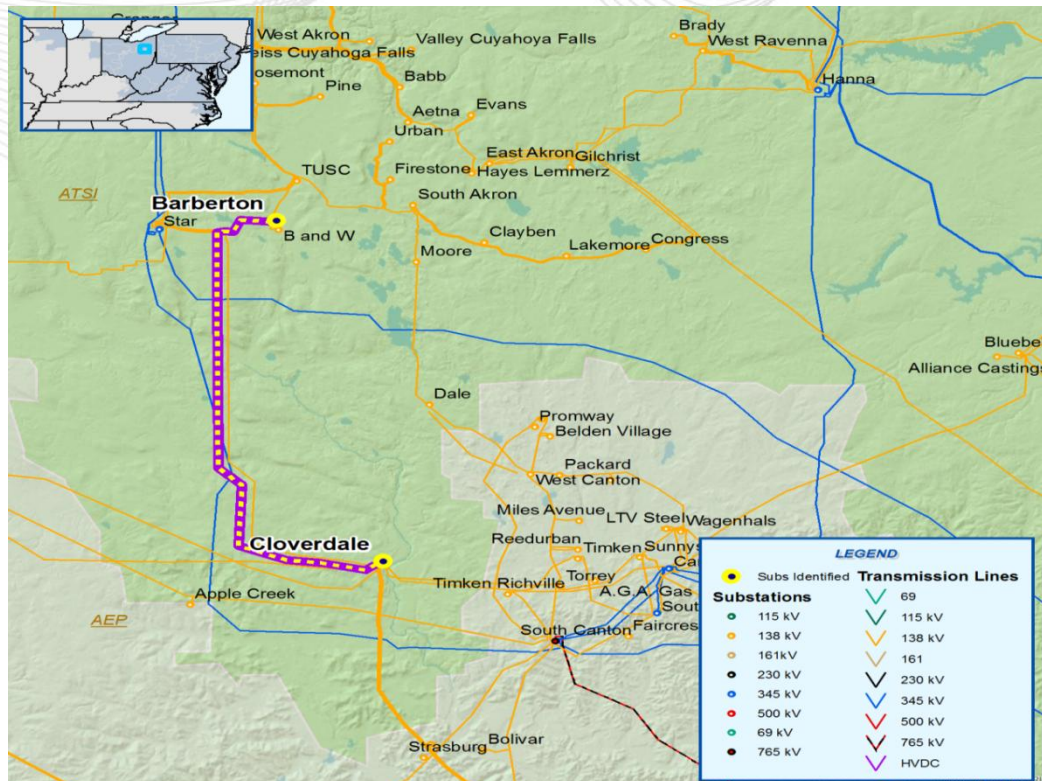 West Akron
Valley Cuyahoya Falls
eiss Cuyahoga Falls
osemont
Pine
Babb
Aetna
Evans
Urban
Brady
West Ravenna
Hanna
TUSC
Firestone
East Akron
Gilchrist
Hayes Lemmerz
South Akron
ATSI
Barberton
Star
B and W
Moore
Clayben
Lakemore
Congress
Bluebe
Alliance Castings
Dale
Promway
Belden Village
Packard
West Canton
Miles Avenue
LTV Steel
Wagenhals
Reedurban
Timken
Sunnys
Cloverdale
Ca
Timken Richville
Torrey
A.G.A. Gas
Sout
Apple Creek
AEP
South Canton
Faircres
Strasburg
Bolivar
LEGEND
Subs Identified
Transmission Lines
Substations
115 kV
138 kV
161kV
230 kV
345 kV
500 kV
69 kV
765 kV
69
115 kV
138 kV
161
230 kV
345 kV
500 kV
765 kV
HVDC